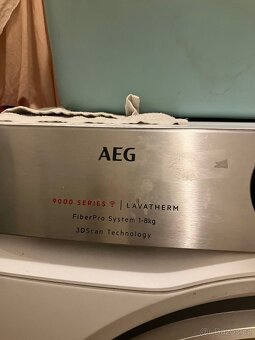 AEG
9000 SERIES | LAVATHERM
FiberPro System 1-8kg
3DScan Technology